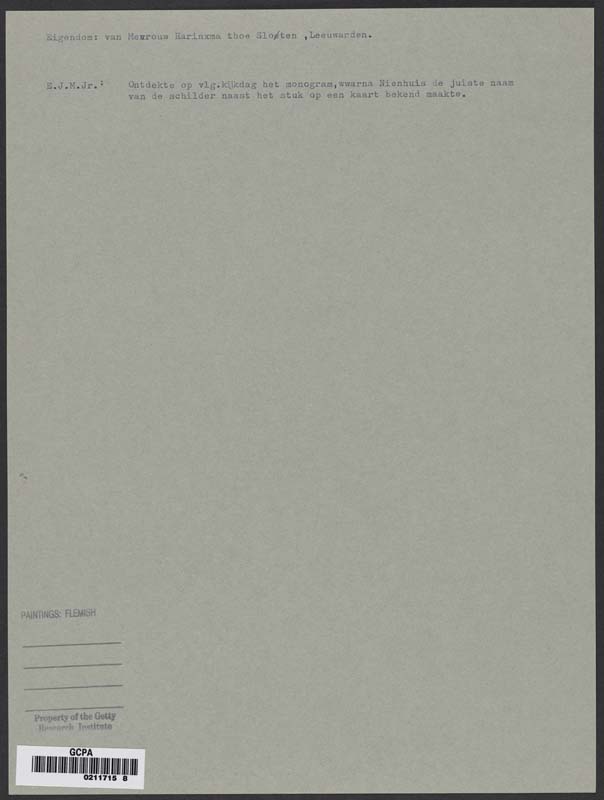 Eigendom: van Mevrouw Harinxma thoe Sloten ,Leeuwarden.
E.J.M.Jr.: Ontdekte op vlg.kijkdag het monogram,wwarna Nienhuis de juiste naam
van de schilder naast het stuk op een kaart bekend maakte.
PAINTINGS: FLEMISH
Property of the Getty
Research Institute
GCPA
0211715 8